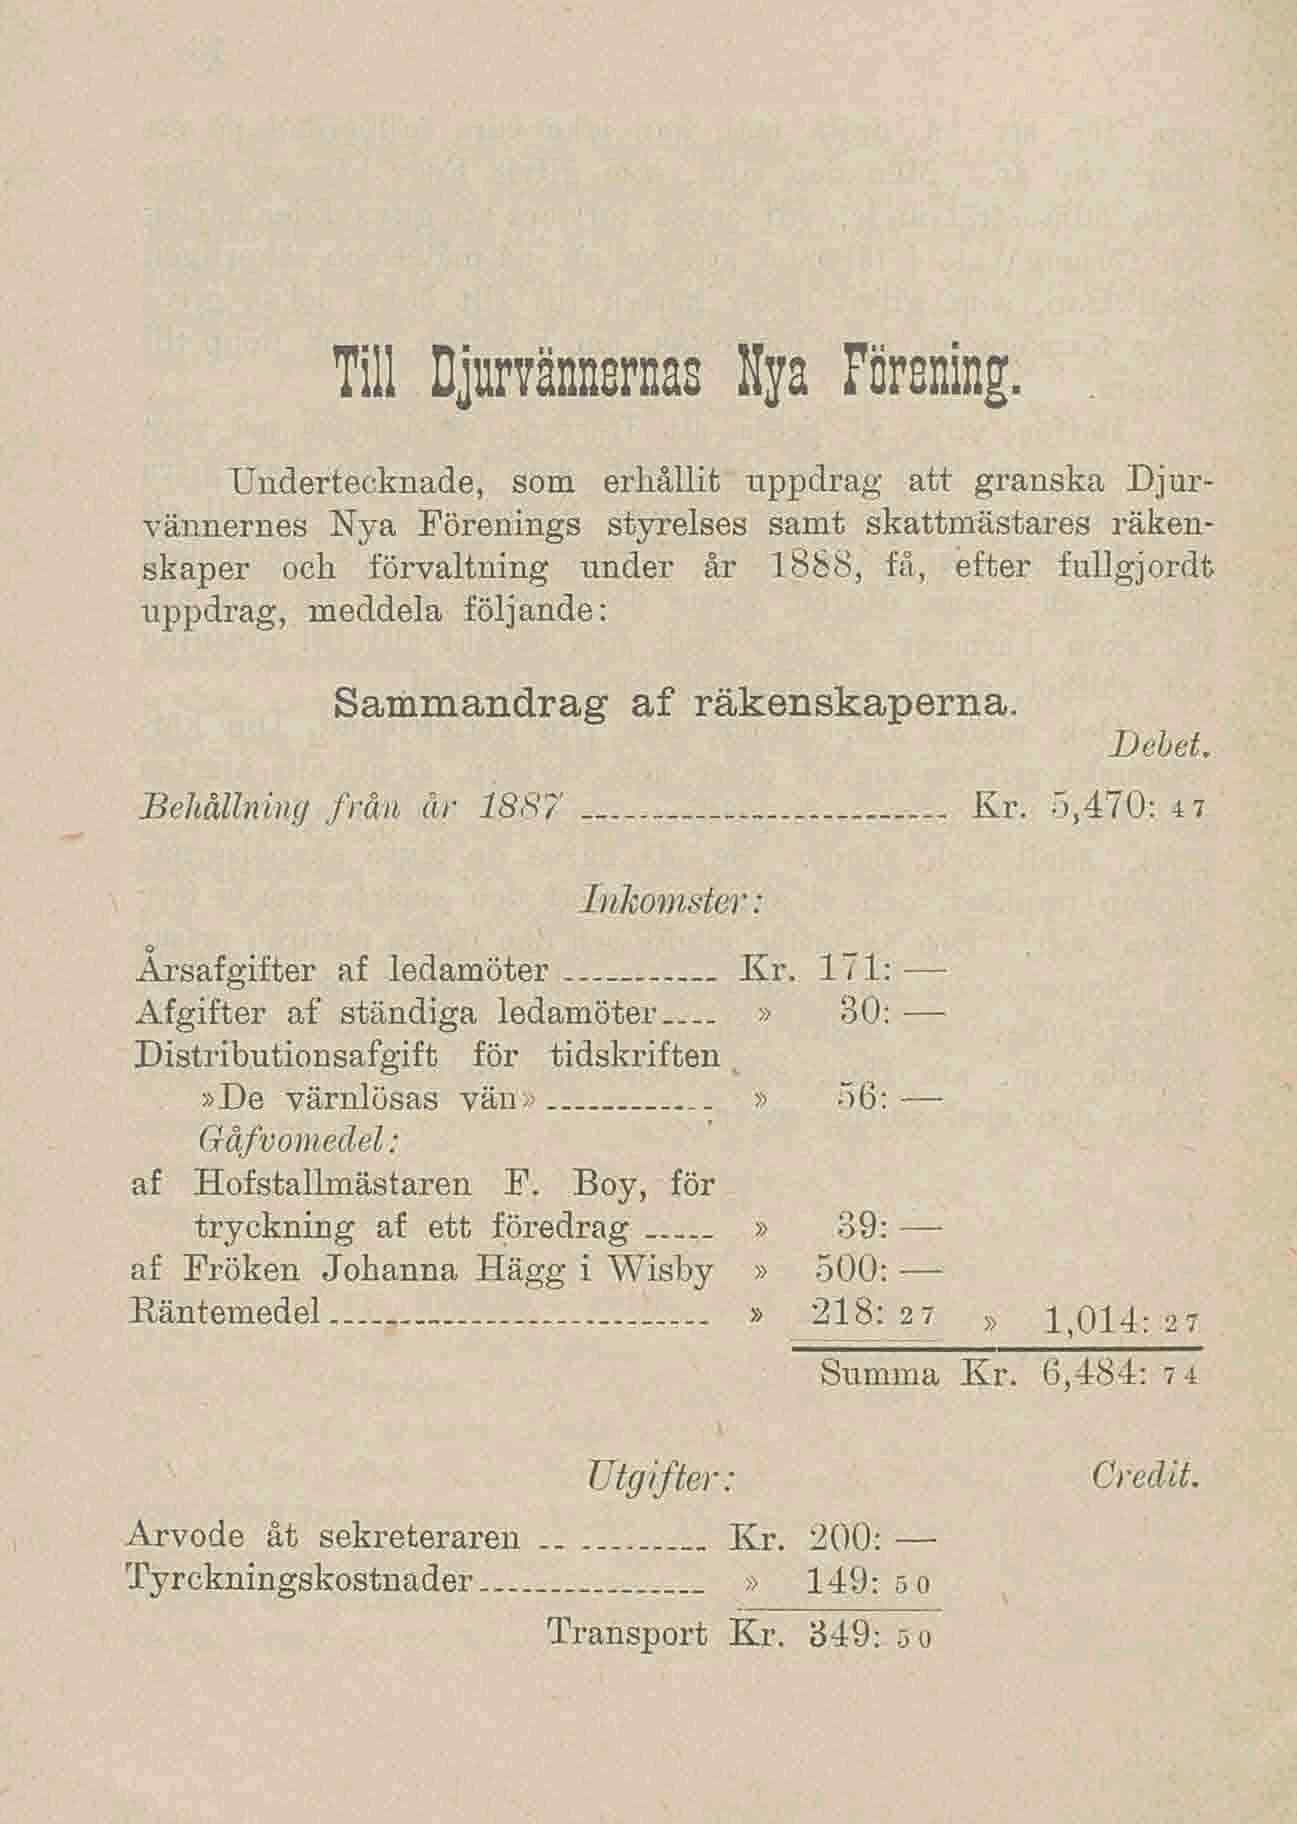 Till Djurvännernas Nya Förening.
Undertecknade, som erhållit uppdrag att granska Djur-
vännernes Nya Förenings styrelses samt skattmästares räken-
skaper och förvaltning under år 1888, få, efter fullgjordt
uppdrag, meddela följande:
Sammandrag af räkenskaperna.
Debet.
Behållning från år 1887 Kr. 5,470: 47
Inkomster:
Årsafgifter af ledamöter Kr. 171: —
Afgifter af ständiga ledamöter » 30: —
Distributionsafgift för tidskriften
»De värnlösas vän» » 56: —
Gåfvomedel:
af Hofstallmästaren F. Boy, för
tryckning af ett föredrag » 39: —
af Fröken Johanna Hägg i Wisby » 500: —
Räntemedel » 218: 27 » 1,014: 27
Summa Kr. 6,484: 74
Utgifter: Credit.
Arvode åt sekreteraren Kr. 200: —
Tyrckningskostnader » 149: 50
Transport Kr. 349: 50